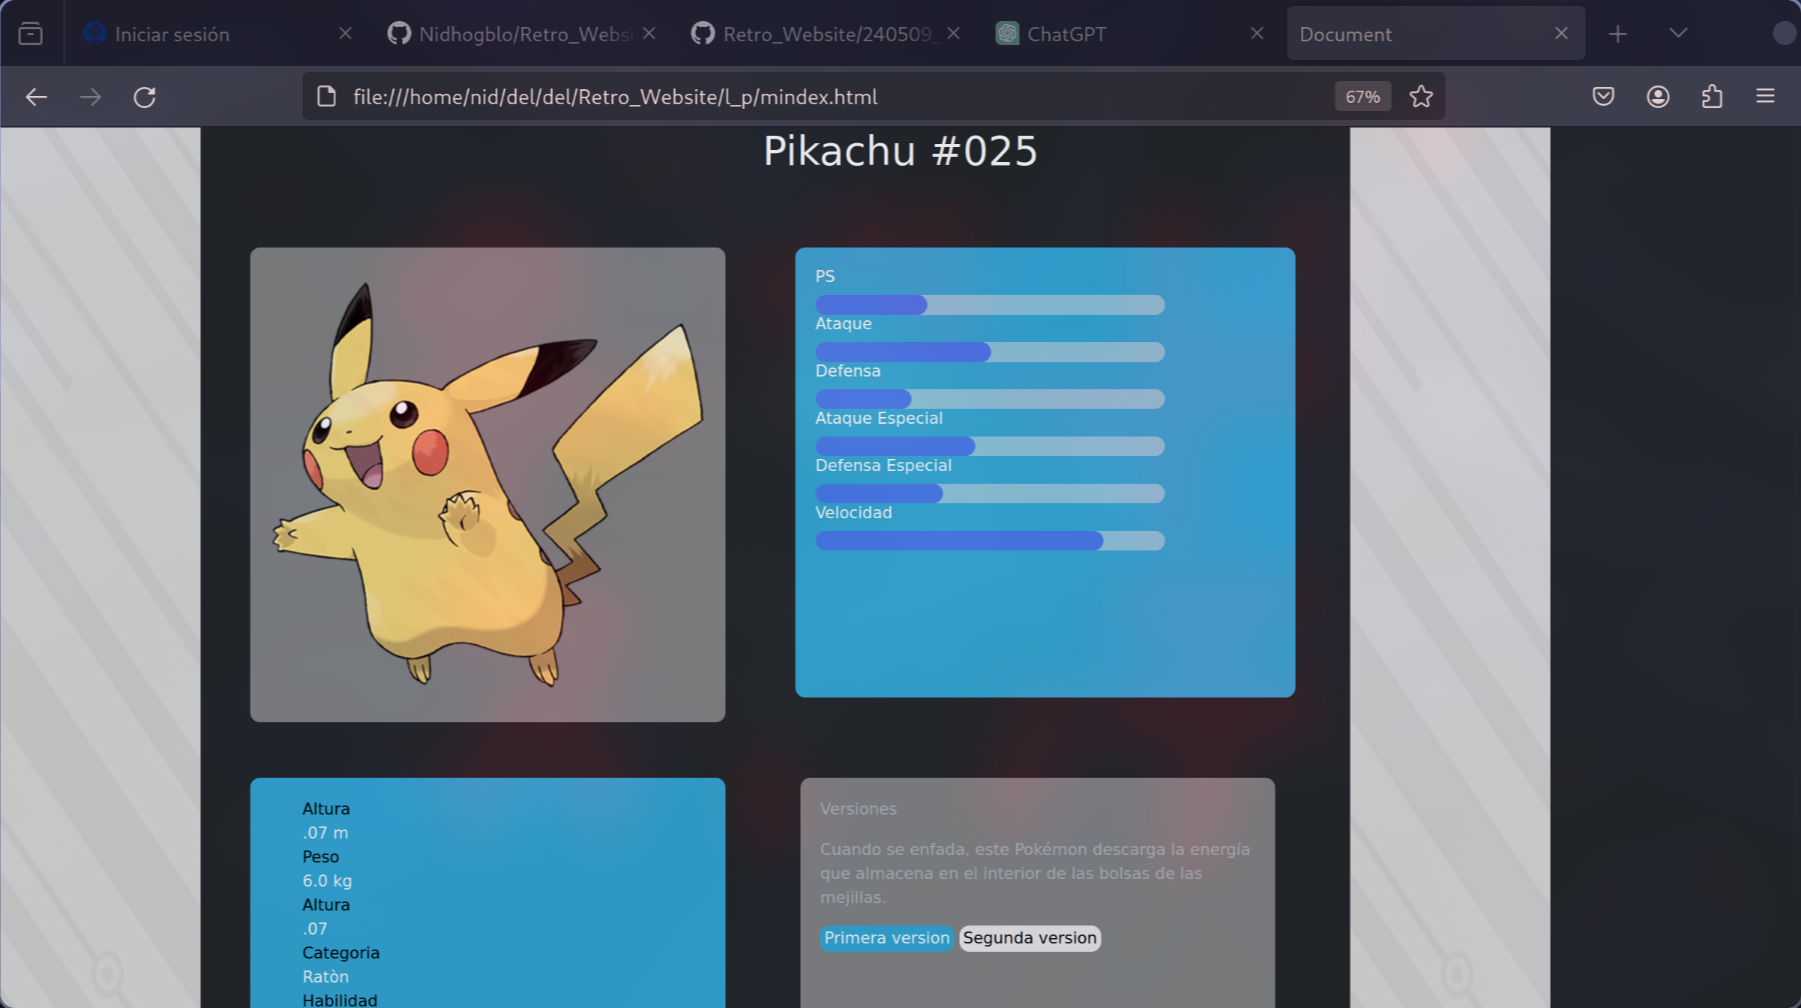 Iniciar sesión
Nidhogblo/Retro_Websi
Retro_Website/240509_
ChatGPT
Document
file:///home/nid/del/del/Retro_Website/l_p/mindex.html
67%
Pikachu #025
PS
Ataque
Defensa
Ataque Especial
Defensa Especial
Velocidad
Altura
.07 m
Peso
6.0 kg
Altura
.07
Categoria
Ratòn
Habilidad
Versiones
Cuando se enfada, este Pokémon descarga la energía
que almacena en el interior de las bolsas de las
mejillas.
Primera version
Segunda version